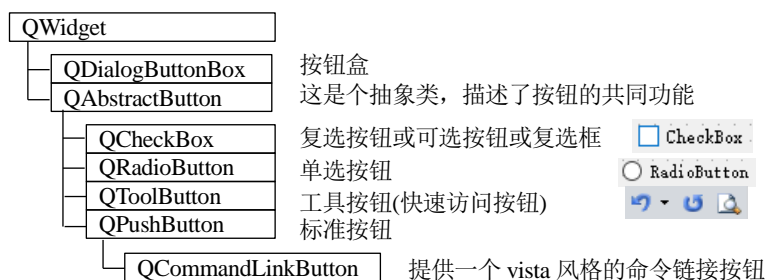 QWidget
QDialogButtonBox 按钮盒
QAbstractButton 这是个抽象类，描述了按钮的共同功能
QCheckBox 复选按钮或可选按钮或复选框 CheckBox
QRadioButton 单选按钮 RadioButton
QToolButton 工具按钮(快速访问按钮)
QPushButton 标准按钮
QCommandLinkButton 提供一个 vista 风格的命令链接按钮